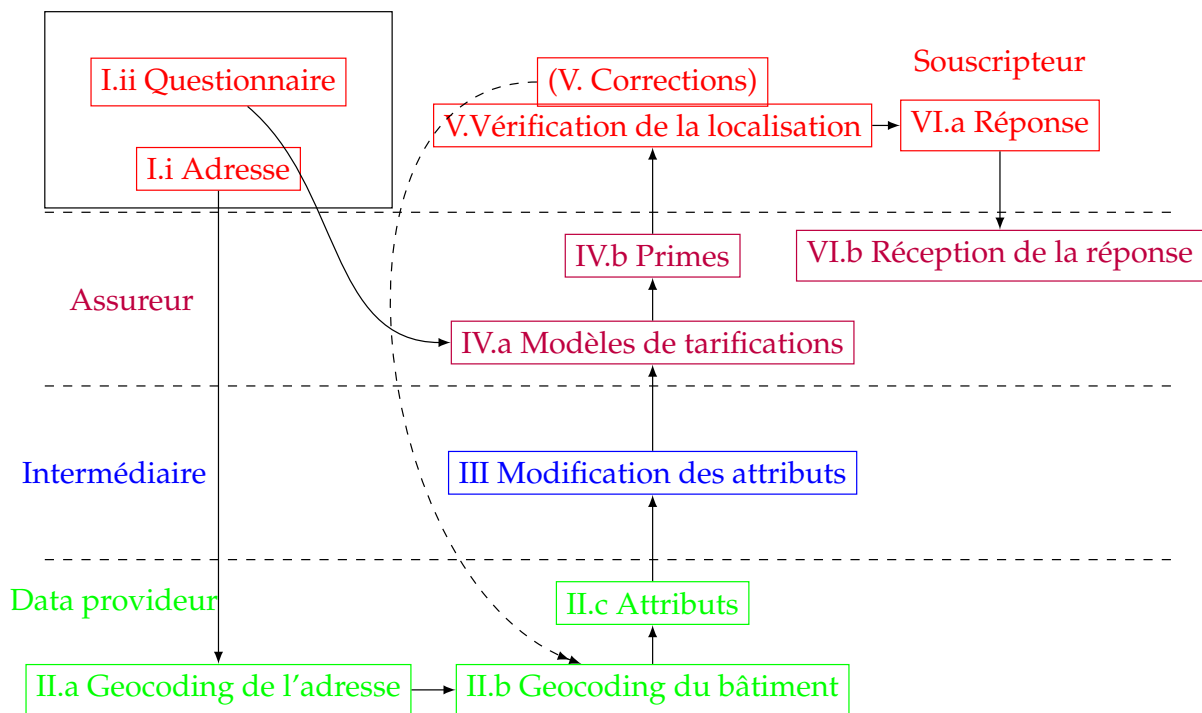 (V. Corrections)
Souscripteur
I.ii Questionnaire
V.Vérification de la localisation
VI.a Réponse
I.i Adresse
IV.b Primes
VI.b Réception de la réponse
Assureur
IV.a Modèles de tarifications
Intermédiaire
III Modification des attributs
Data provideur
II.c Attributs
II.a Geocoding de l'adresse
II.b Geocoding du bâtiment